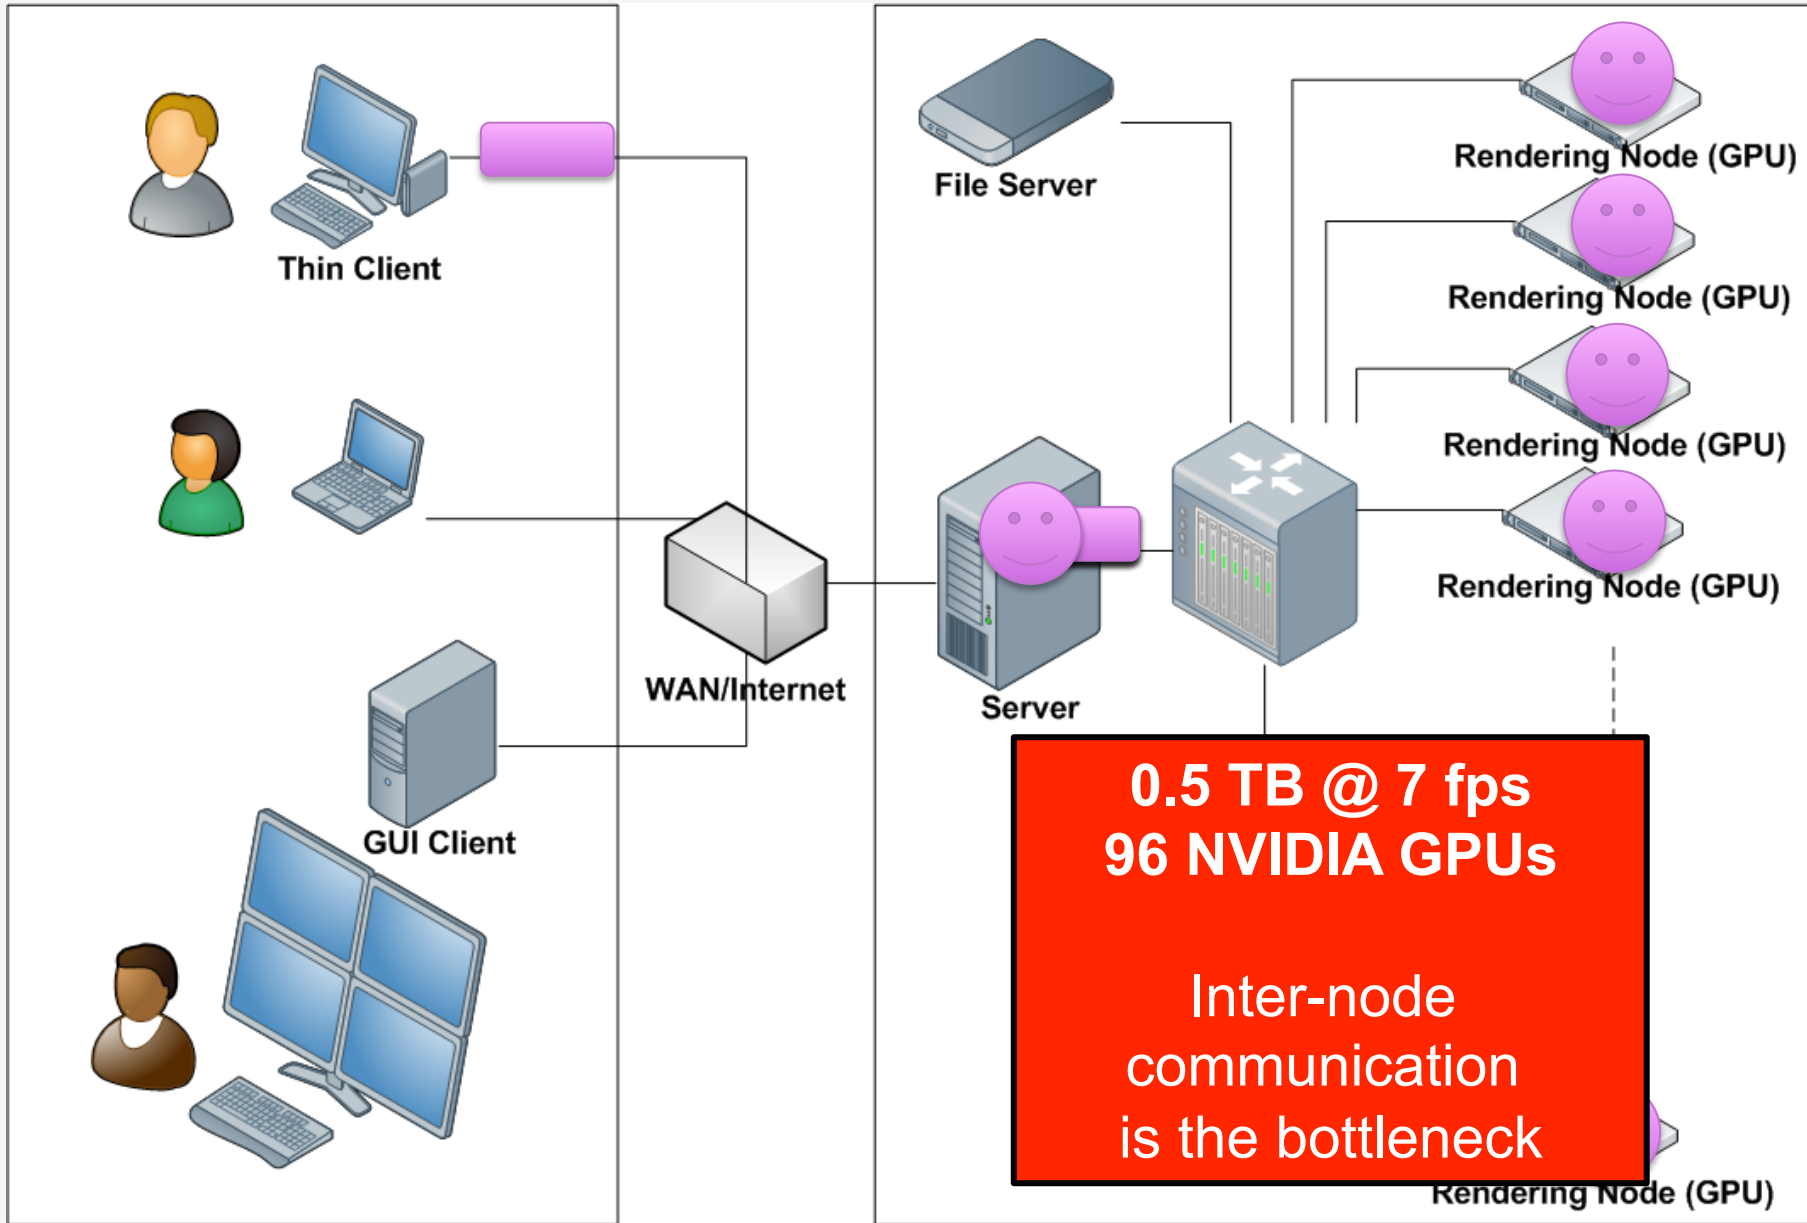 Thin Client
GUI Client
WAN/Internet
File Server
Server
Rendering Node (GPU)
Rendering Node (GPU)
Rendering Node (GPU)
Rendering Node (GPU)
0.5 TB @ 7 fps
96 NVIDIA GPUs
Inter-node
communication
is the bottleneck
Rendering Node (GPU)